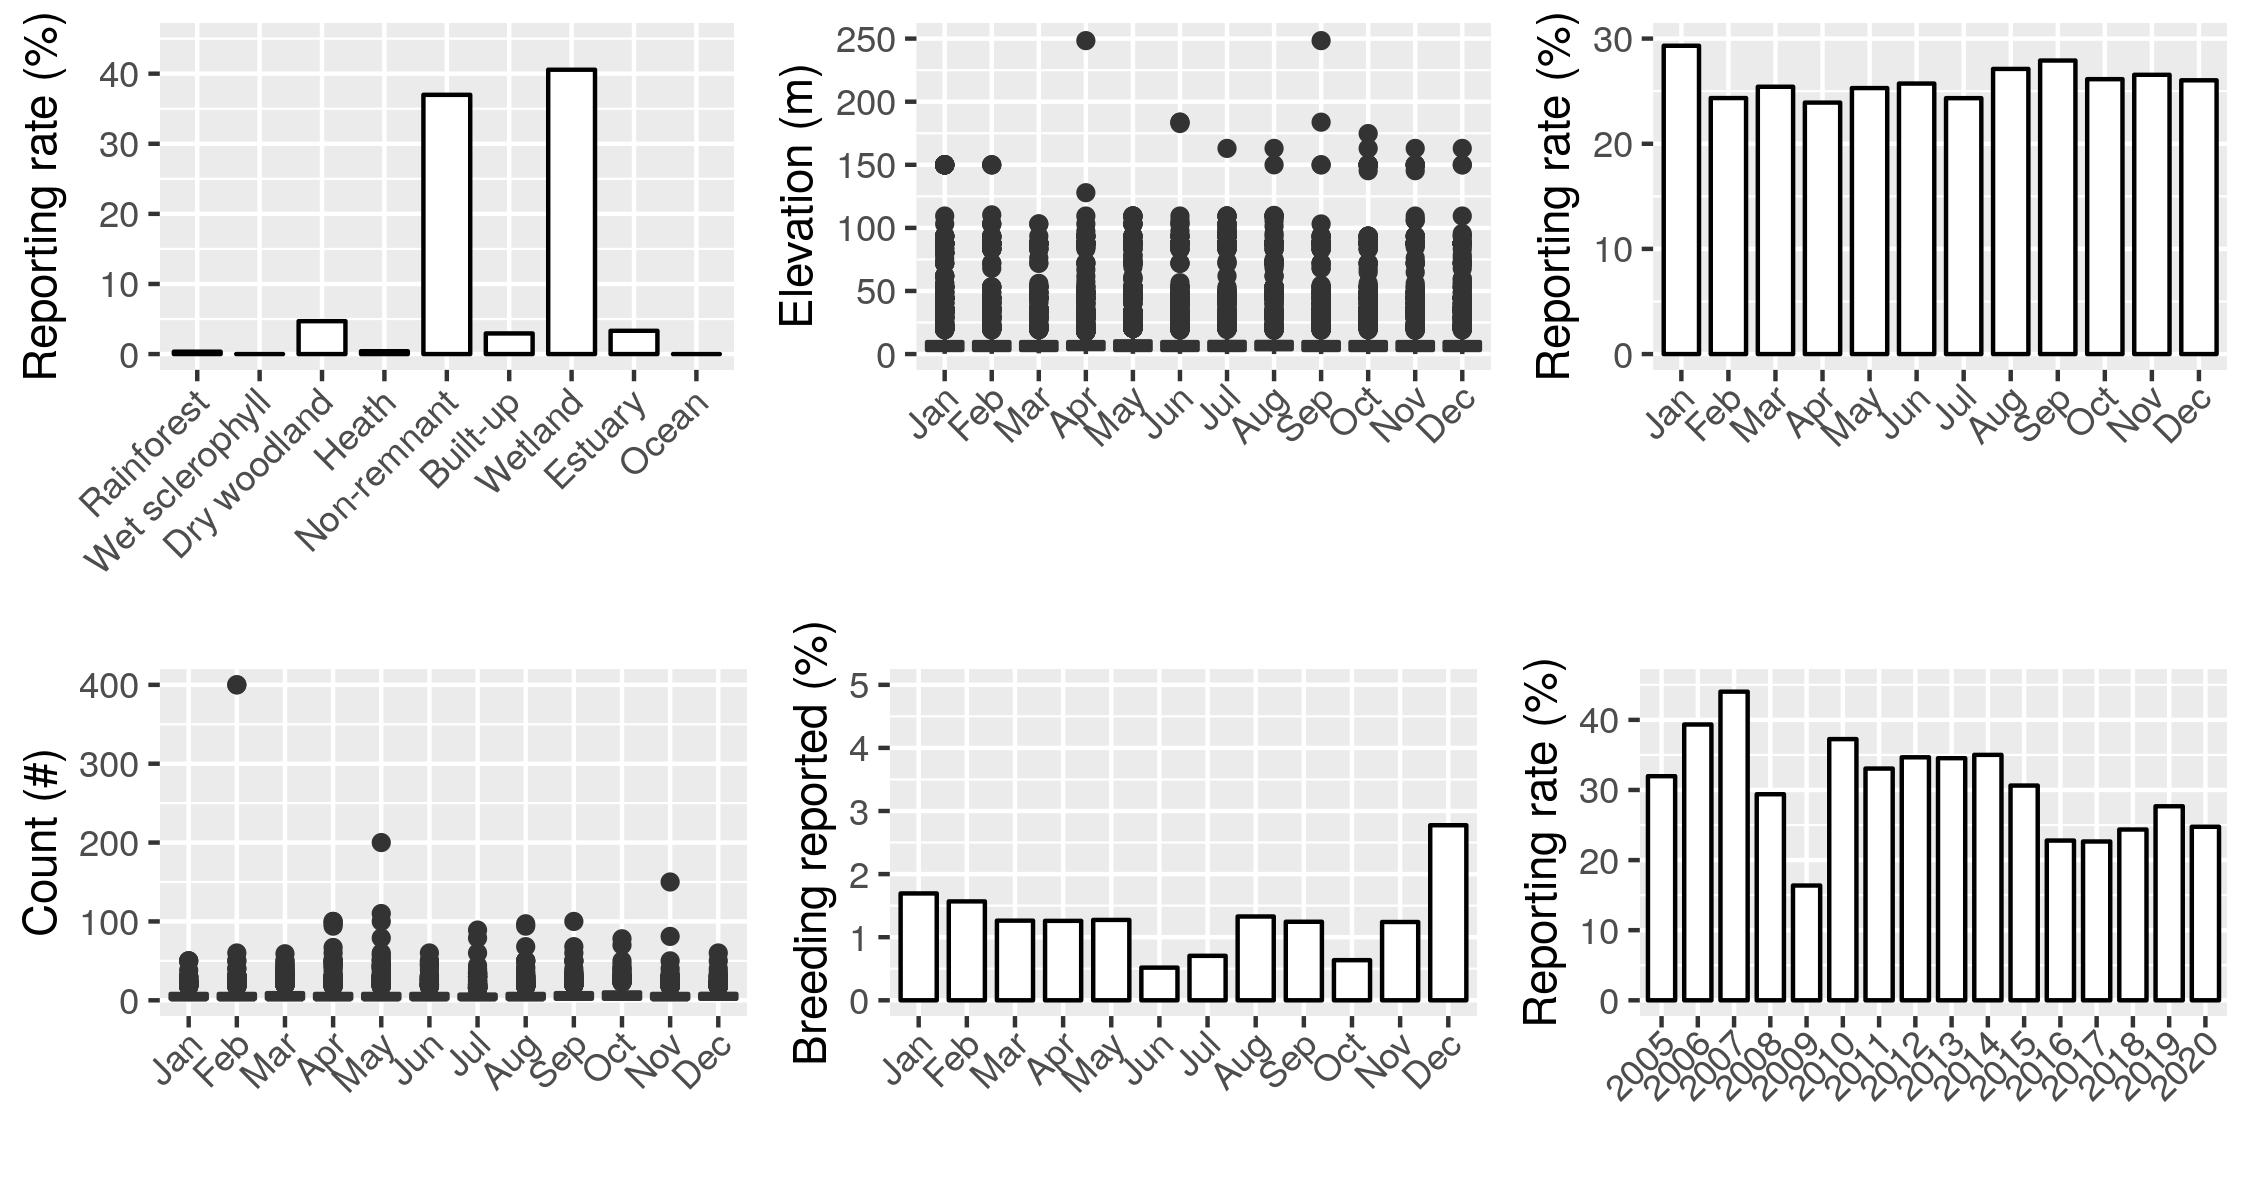 Reporting rate (%)
40
30
20
10
0
Rainforest
Wet sclerophyll
Dry woodland
Heath
Non-remnant
Built-up
Wetland
Estuary
Ocean
Elevation (m)
250
200
150
100
50
0
Jan
Feb
Mar
Apr
May
Jun
Jul
Aug
Sep
Oct
Nov
Dec
Reporting rate (%)
30
20
10
0
Jan
Feb
Mar
Apr
May
Jun
Jul
Aug
Sep
Oct
Nov
Dec
Count (#)
400
300
200
100
0
Jan
Feb
Mar
Apr
May
Jun
Jul
Aug
Sep
Oct
Nov
Dec
Breeding reported (%)
5
4
3
2
1
0
Jan
Feb
Mar
Apr
May
Jun
Jul
Aug
Sep
Oct
Nov
Dec
Reporting rate (%)
40
30
20
10
0
2005
2006
2007
2008
2009
2010
2011
2012
2013
2014
2015
2016
2017
2018
2019
2020